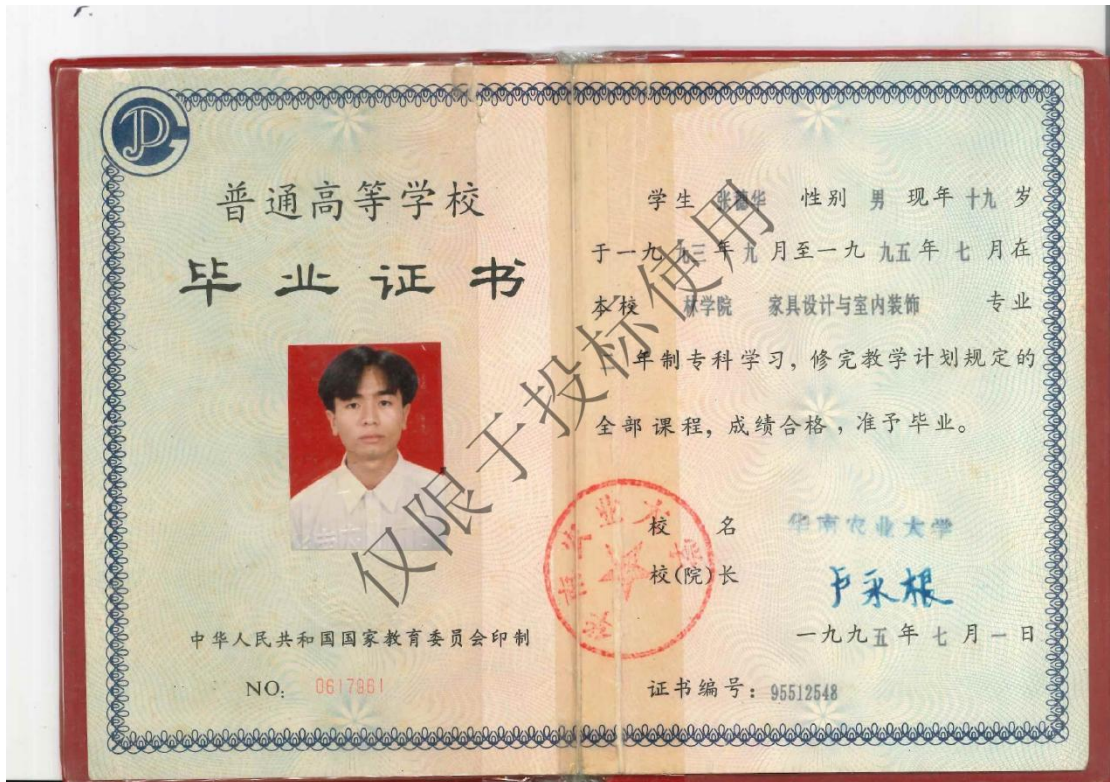 普通高等学校
毕业证书
中华人民共和国国家教育委员会印制
NO. 0617861
学生 张德华 性别 男 现年 十九 岁
于一九 九三 年 九 月至一九 九五 年 七 月在
本校 林学院 家具设计与室内装饰 专业
年制专科学习,修完教学计划规定的
全部课程,成绩合格,准予毕业。
校 名 华南农业大学
校(院)长 卢永根
一九九五年七月一日
证书编号:95512548
仅限于投标使用